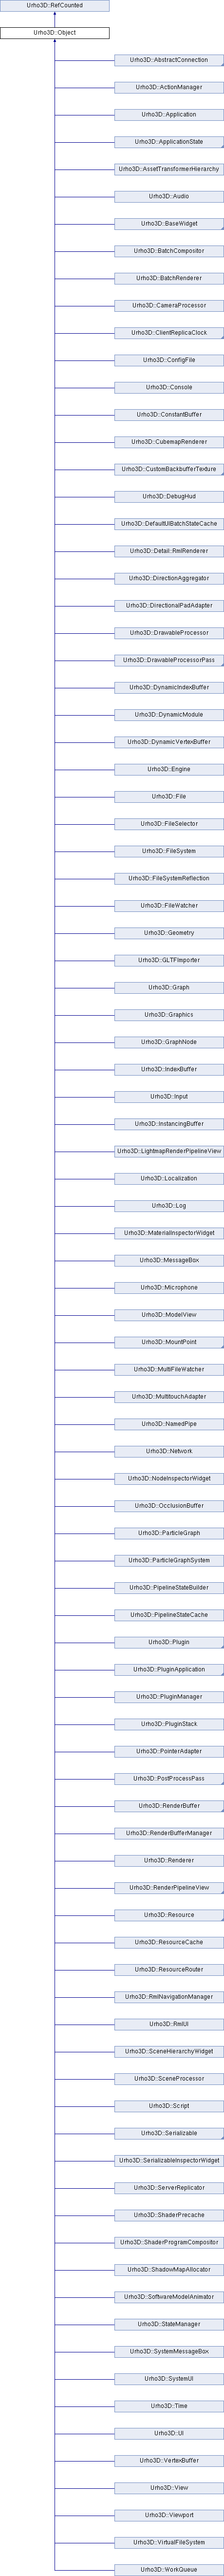 Urho3D::RefCounted
Urho3D::Object
Urho3D::AbstractConnection
Urho3D::ActionManager
Urho3D::Application
Urho3D::ApplicationState
Urho3D::AssetTransformerHierarchy
Urho3D::Audio
Urho3D::BaseWidget
Urho3D::BatchCompositor
Urho3D::BatchRenderer
Urho3D::CameraProcessor
Urho3D::ClientReplicaClock
Urho3D::ConfigFile
Urho3D::Console
Urho3D::ConstantBuffer
Urho3D::CubemapRenderer
Urho3D::CustomBackbufferTexture
Urho3D::DebugHud
Urho3D::DefaultUIBatchStateCache
Urho3D::Detail::RmlRenderer
Urho3D::DirectionAggregator
Urho3D::DirectionalPadAdapter
Urho3D::DrawableProcessor
Urho3D::DrawableProcessorPass
Urho3D::DynamicIndexBuffer
Urho3D::DynamicModule
Urho3D::DynamicVertexBuffer
Urho3D::Engine
Urho3D::File
Urho3D::FileSelector
Urho3D::FileSystem
Urho3D::FileSystemReflection
Urho3D::FileWatcher
Urho3D::Geometry
Urho3D::GLTFImporter
Urho3D::Graph
Urho3D::Graphics
Urho3D::GraphNode
Urho3D::IndexBuffer
Urho3D::Input
Urho3D::InstancingBuffer
Urho3D::LightmapRenderPipelineView
Urho3D::Localization
Urho3D::Log
Urho3D::MaterialInspectorWidget
Urho3D::MessageBox
Urho3D::Microphone
Urho3D::ModelView
Urho3D::MountPoint
Urho3D::MultiFileWatcher
Urho3D::MultitouchAdapter
Urho3D::NamedPipe
Urho3D::Network
Urho3D::NodeInspectorWidget
Urho3D::OcclusionBuffer
Urho3D::ParticleGraph
Urho3D::ParticleGraphSystem
Urho3D::PipelineStateBuilder
Urho3D::PipelineStateCache
Urho3D::Plugin
Urho3D::PluginApplication
Urho3D::PluginManager
Urho3D::PluginStack
Urho3D::PointerAdapter
Urho3D::PostProcessPass
Urho3D::RenderBuffer
Urho3D::RenderBufferManager
Urho3D::Renderer
Urho3D::RenderPipelineView
Urho3D::Resource
Urho3D::ResourceCache
Urho3D::ResourceRouter
Urho3D::RmlNavigationManager
Urho3D::RmlUI
Urho3D::SceneHierarchyWidget
Urho3D::SceneProcessor
Urho3D::Script
Urho3D::Serializable
Urho3D::SerializableInspectorWidget
Urho3D::ServerReplicator
Urho3D::ShaderPrecache
Urho3D::ShaderProgramCompositor
Urho3D::ShadowMapAllocator
Urho3D::SoftwareModelAnimator
Urho3D::StateManager
Urho3D::SystemMessageBox
Urho3D::SystemUI
Urho3D::Time
Urho3D::UI
Urho3D::VertexBuffer
Urho3D::View
Urho3D::Viewport
Urho3D::VirtualFileSystem
Urho3D::WorkQueue